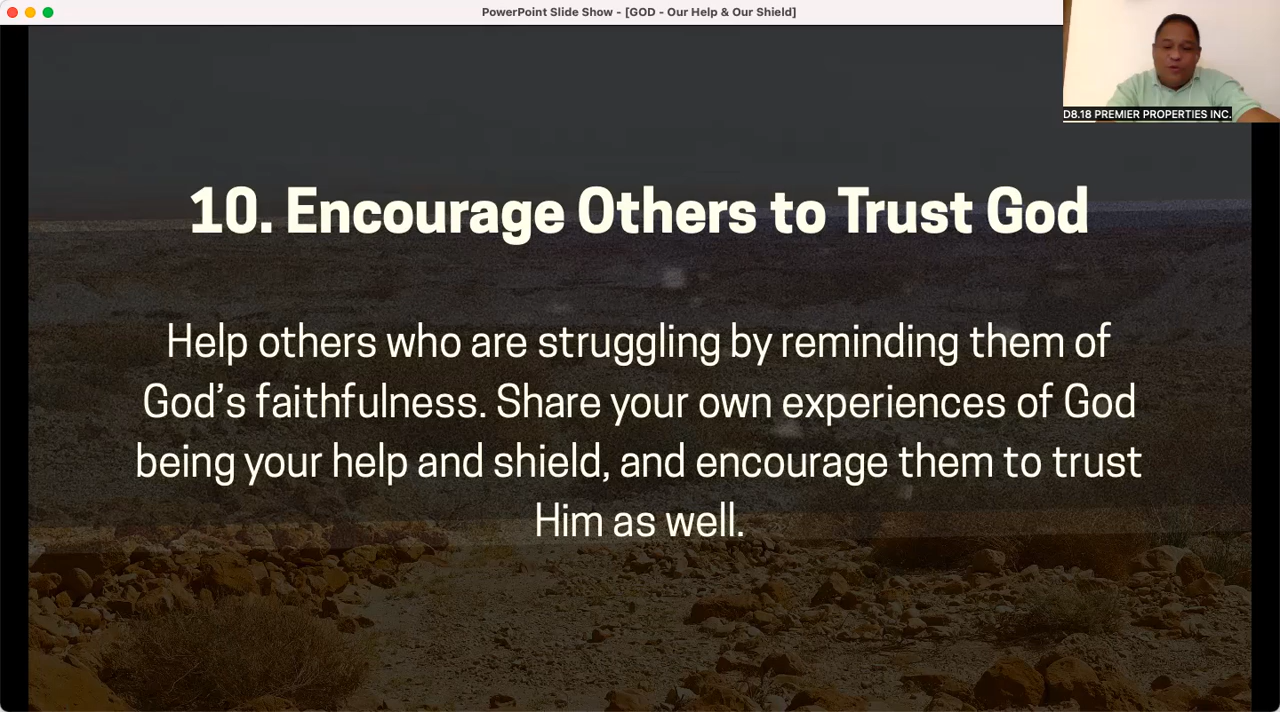 PowerPoint Slide Show - [GOD - Our Help & Our Shield]
D8.18 PREMIER PROPERTIES INC.
10. Encourage Others to Trust God
Help others who are struggling by reminding them of
God’s faithfulness. Share your own experiences of God
being your help and shield, and encourage them to trust
Him as well.